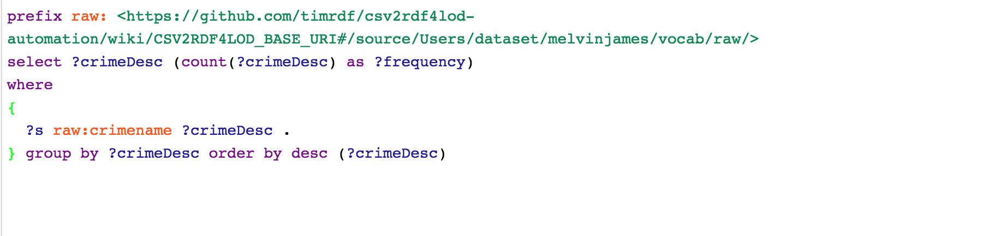 prefix raw: <https://github.com/timrdf/csv2rdf4lod-
automation/wiki/CSV2RDF4LOD_BASE_URI#/source/Users/dataset/melvinjames/vocab/raw/>
select ?crimeDesc (count(?crimeDesc) as ?frequency)
where
{
  ?s raw:crimename ?crimeDesc .
} group by ?crimeDesc order by desc (?crimeDesc)